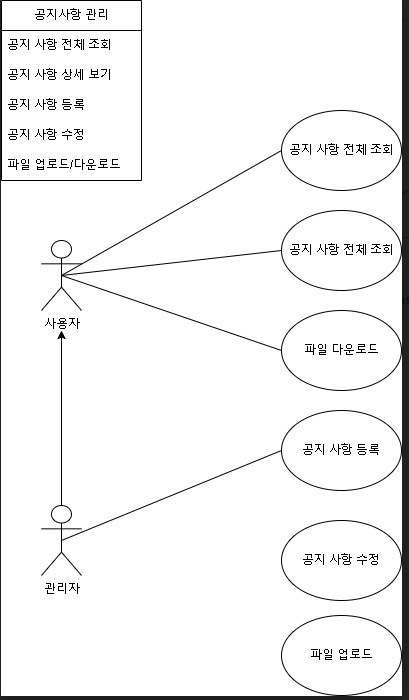 공지사항 관리
공지 사항 전체 조회
공지 사항 상세 보기
공지 사항 등록
공지 사항 수정
파일 업로드/다운로드
공지 사항 전체 조회
공지 사항 전체 조회
사용자
파일 다운로드
공지 사항 등록
공지 사항 수정
관리자
파일 업로드